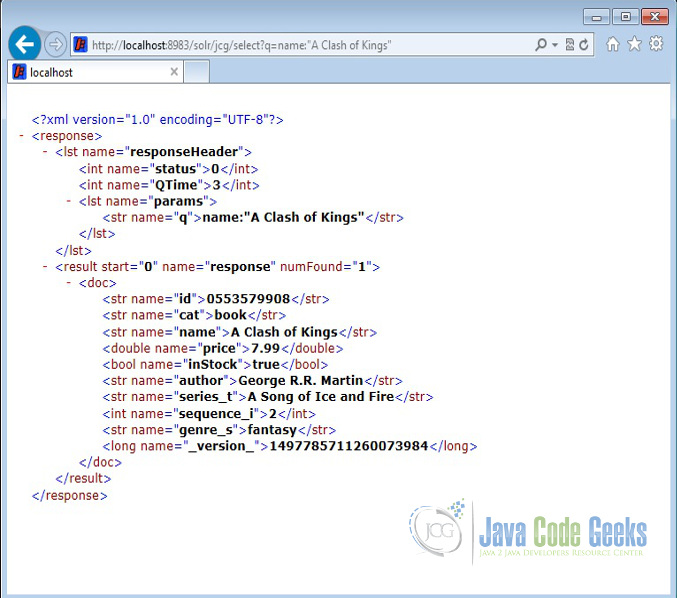 http://localhost:8983/solr/jcg/select?q=name:"A Clash of Kings"
localhost
<?xml version="1.0" encoding="UTF-8"?>
- <response>
- <lst name="responseHeader">
<int name="status">0</int>
<int name="QTime">3</int>
- <lst name="params">
<str name="q">name:"A Clash of Kings"</str>
</lst>
</lst>
- <result start="0" name="response" numFound="1">
- <doc>
<str name="id">0553579908</str>
<str name="cat">book</str>
<str name="name">A Clash of Kings</str>
<double name="price">7.99</double>
<bool name="inStock">true</bool>
<str name="author">George R.R. Martin</str>
<str name="series_t">A Song of Ice and Fire</str>
<int name="sequence_i">2</int>
<str name="genre_s">fantasy</str>
<long name="_version_">1497785711260073984</long>
</doc>
</result>
</response>
JCG
Java Code Geeks
Java 2 Java Developers Resource Center